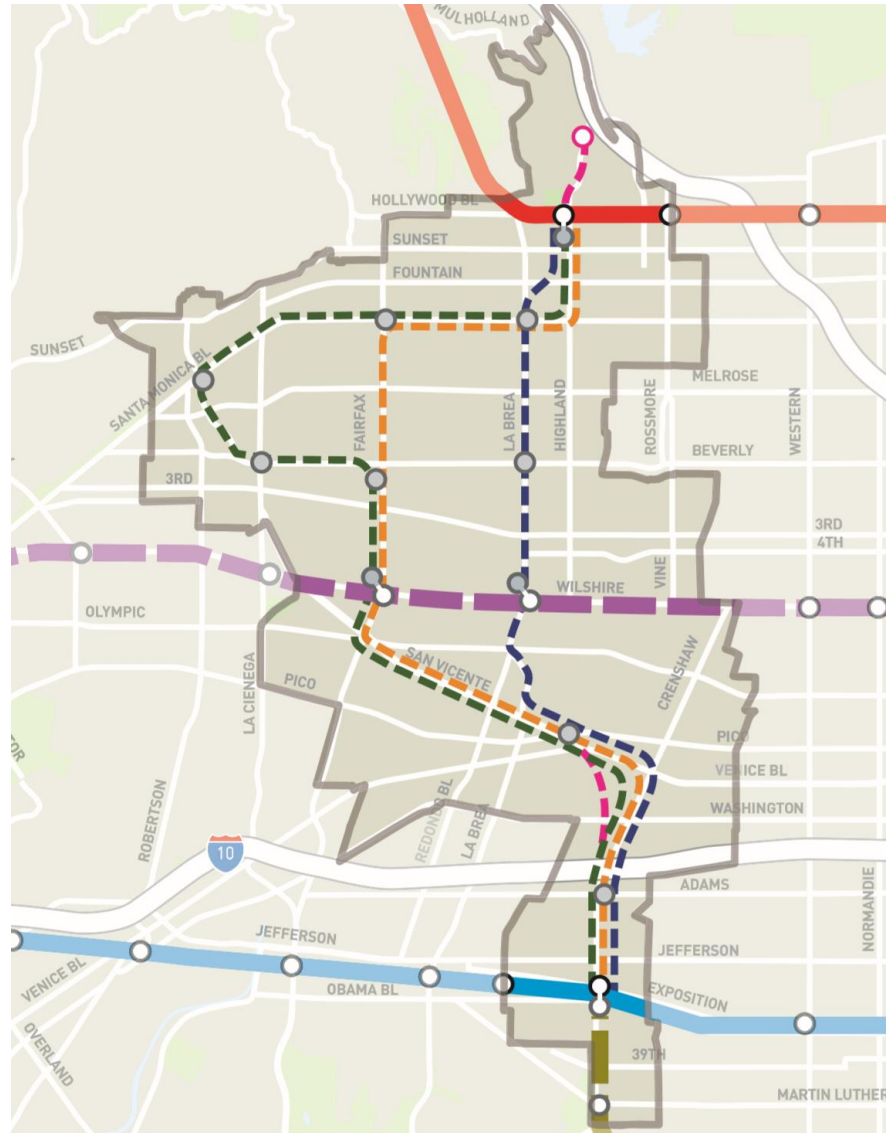 MULHOLLAND
HOLLYWOOD BL
SUNSET
FOUNTAIN
SUNSET
SANTA MONICA BL
MELROSE
FAIRFAX
LA BREA
HIGHLAND
ROSSMORE
WESTERN
BEVERLY
3RD
3RD
4TH
WILSHIRE
VINE
OLYMPIC
SAN VICENTE
CRENSHAW
LA CIENEGA
PICO
PICO
VENICE BL
WASHINGTON
ROBERTSON
REDONDO BL
LA BREA
10
ADAMS
NORMANDIE
JEFFERSON
JEFFERSON
VENICE BL
OBAMA BL
EXPOSITION
OVERLAND
39TH
MARTIN LUTHER